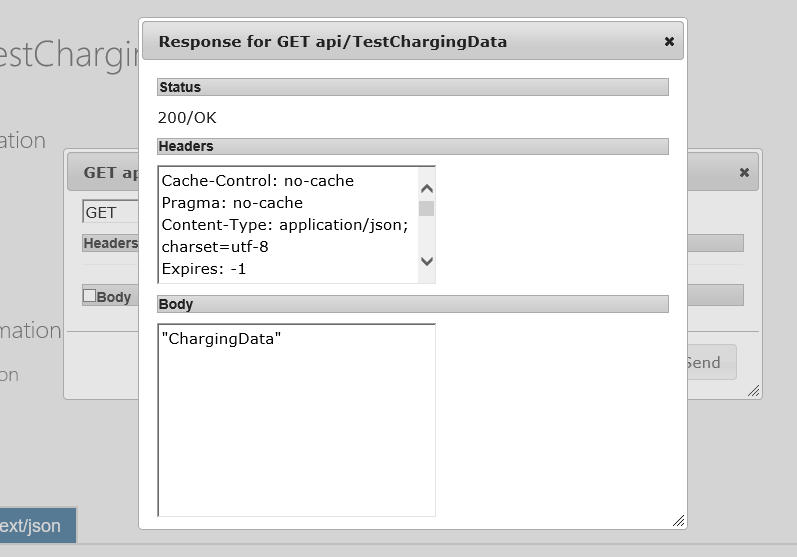 Response for GET api/TestChargingData
Status
200/OK
Headers
Cache-Control: no-cache
Pragma: no-cache
Content-Type: application/json;
charset=utf-8
Expires: -1
Body
"ChargingData"
estChargi
ation
GET ap
GET
Headers
Body
mation
on
Send
ext/json